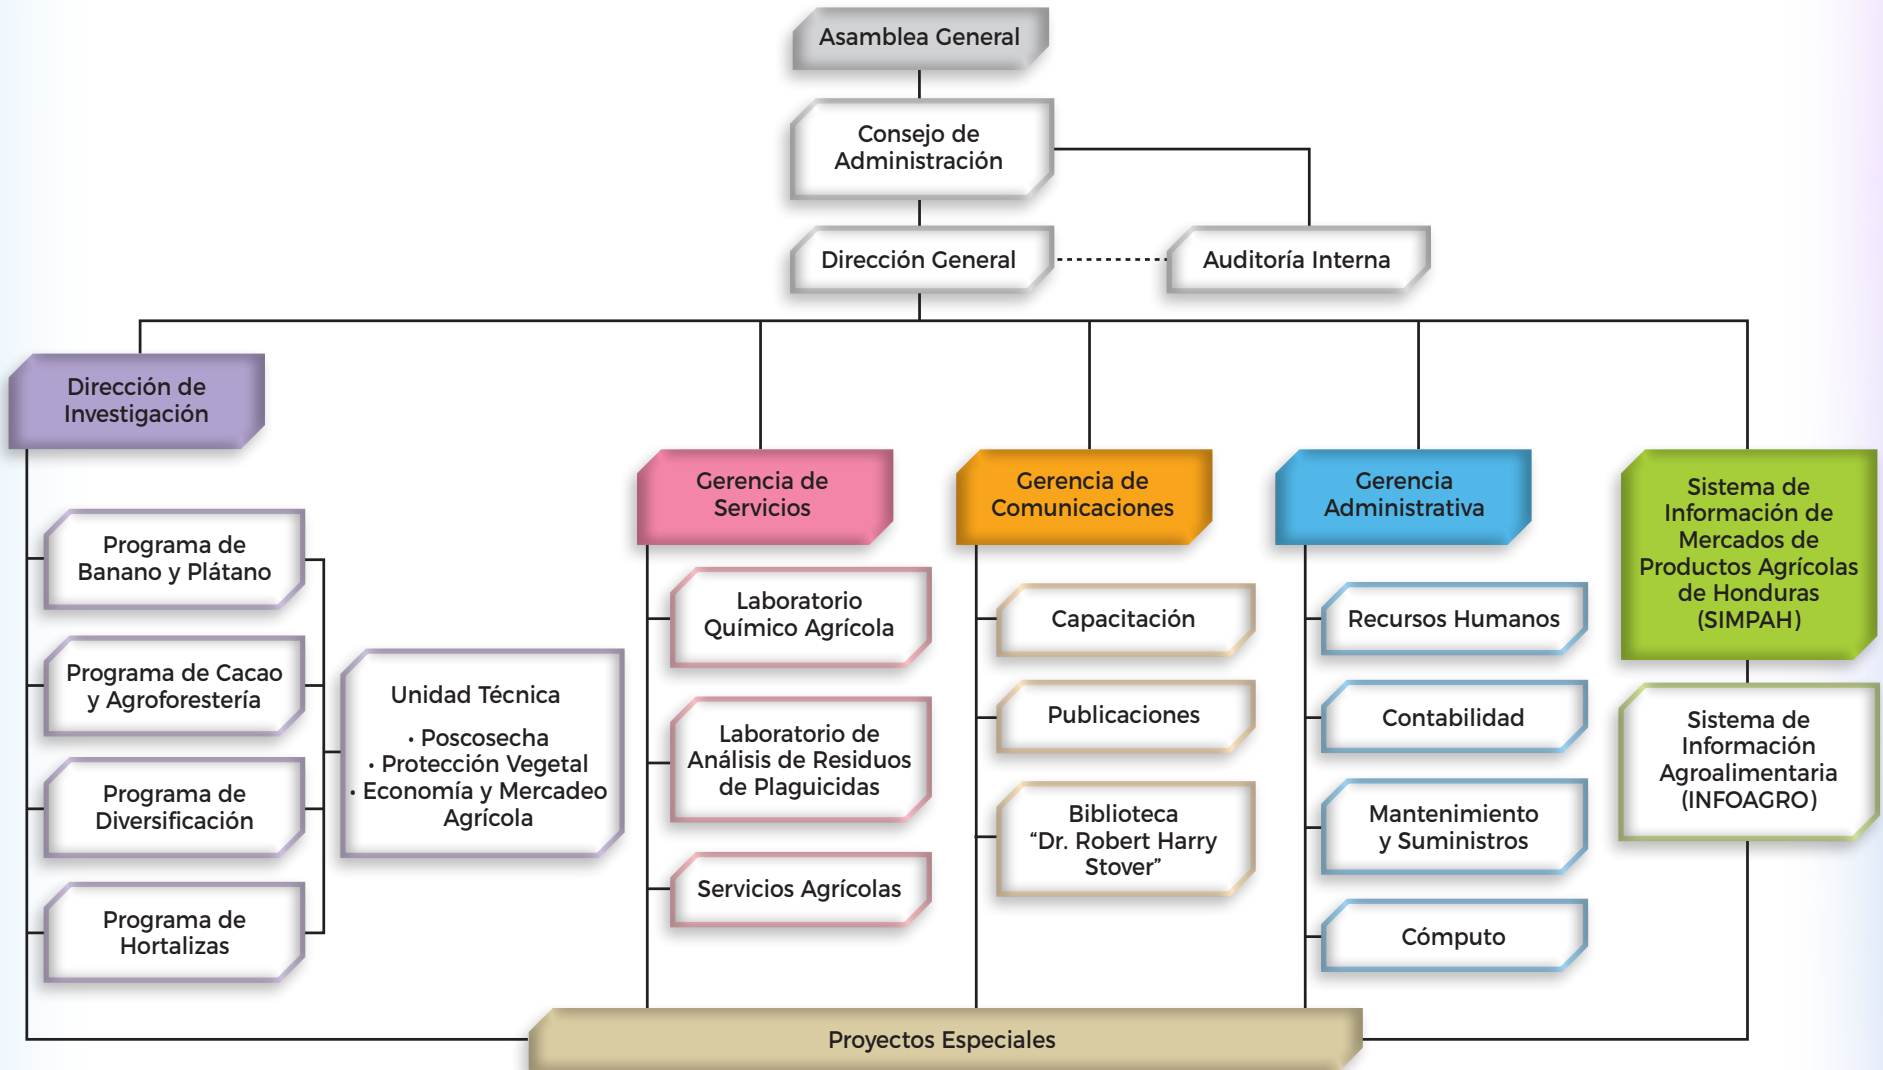 Asamblea General
Consejo de
Administración
Dirección General
Auditoría Interna
Dirección de
Investigación
Programa de
Banano y Plátano
Programa de Cacao
y Agroforestería
Programa de
Diversificación
Programa de
Hortalizas
Unidad Técnica
• Poscosecha
• Protección Vegetal
• Economía y Mercadeo
Agrícola
Gerencia de
Servicios
Laboratorio
Químico Agrícola
Laboratorio de
Análisis de Residuos
de Plaguicidas
Servicios Agrícolas
Gerencia de
Comunicaciones
Capacitación
Publicaciones
Biblioteca
“Dr. Robert Harry
Stover”
Gerencia
Administrativa
Recursos Humanos
Contabilidad
Mantenimiento
y Suministros
Cómputo
Sistema de
Información de
Mercados de
Productos Agrícolas
de Honduras
(SIMPAH)
Sistema de
Información
Agroalimentaria
(INFOAGRO)
Proyectos Especiales